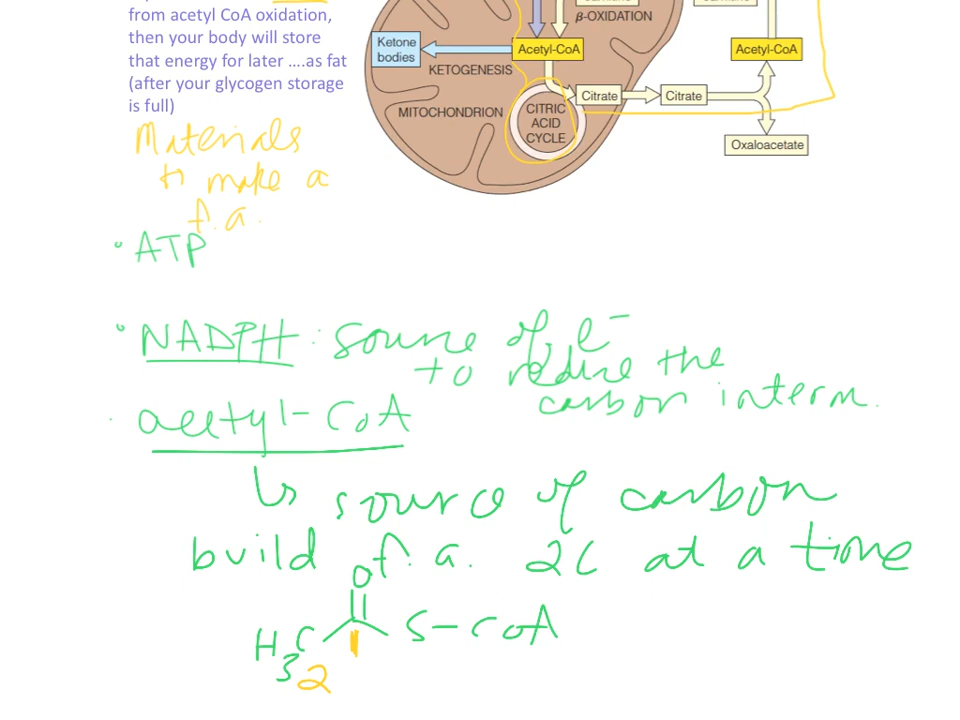 from acetyl CoA oxidation,
then your body will store
that energy for later ....as fat
(after your glycogen storage
is full)
β-OXIDATION
Ketone
bodies
Acetyl-CoA
KETOGENESIS
MITOCHONDRION
CITRIC
ACID
CYCLE
Citrate
Citrate
Acetyl-CoA
Oxaloacetate
Materials
to make a
f.a.
• ATP
• NADPH: source of e⁻
to reduce the
carbon interm.
• acetyl-CoA
↳ source of carbon
build f.a. 2C at a time
O
H₃C S-CoA
2 1